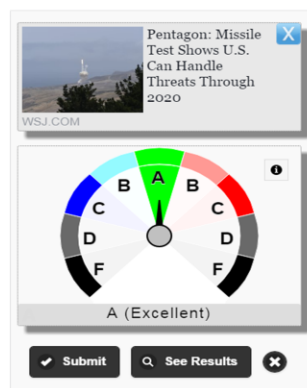 Pentagon: Missile
Test Shows U.S.
Can Handle
Threats Through
2020
X
WSJ.COM
A
B
B
C
C
D
D
F
F
A (Excellent)
Submit
See Results